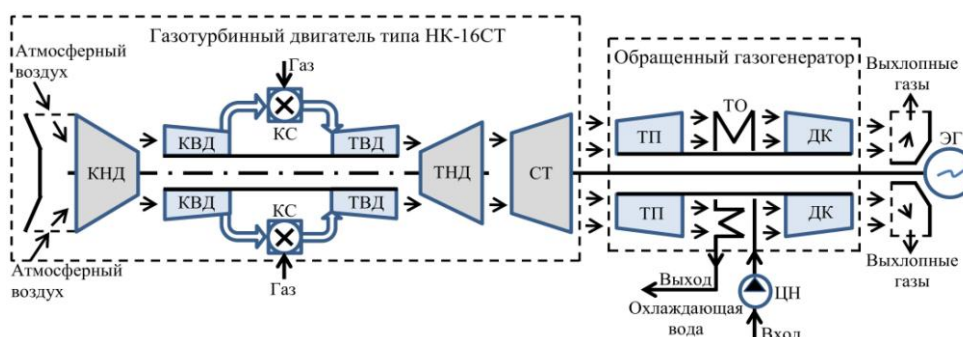 Газотурбинный двигатель типа НК-16СТ
Обращенный газогенератор
Атмосферный
воздух
Газ
Выхлопные
газы
КС
ТО
ЭГ
КВД
ТВД
ТП
ДК
КНД
ТНД
СТ
КВД
КС
ТВД
ТП
ДК
Атмосферный
воздух
Газ
Выход
Охлаждающая
вода
ЦН
Вход
Выхлопные
газы